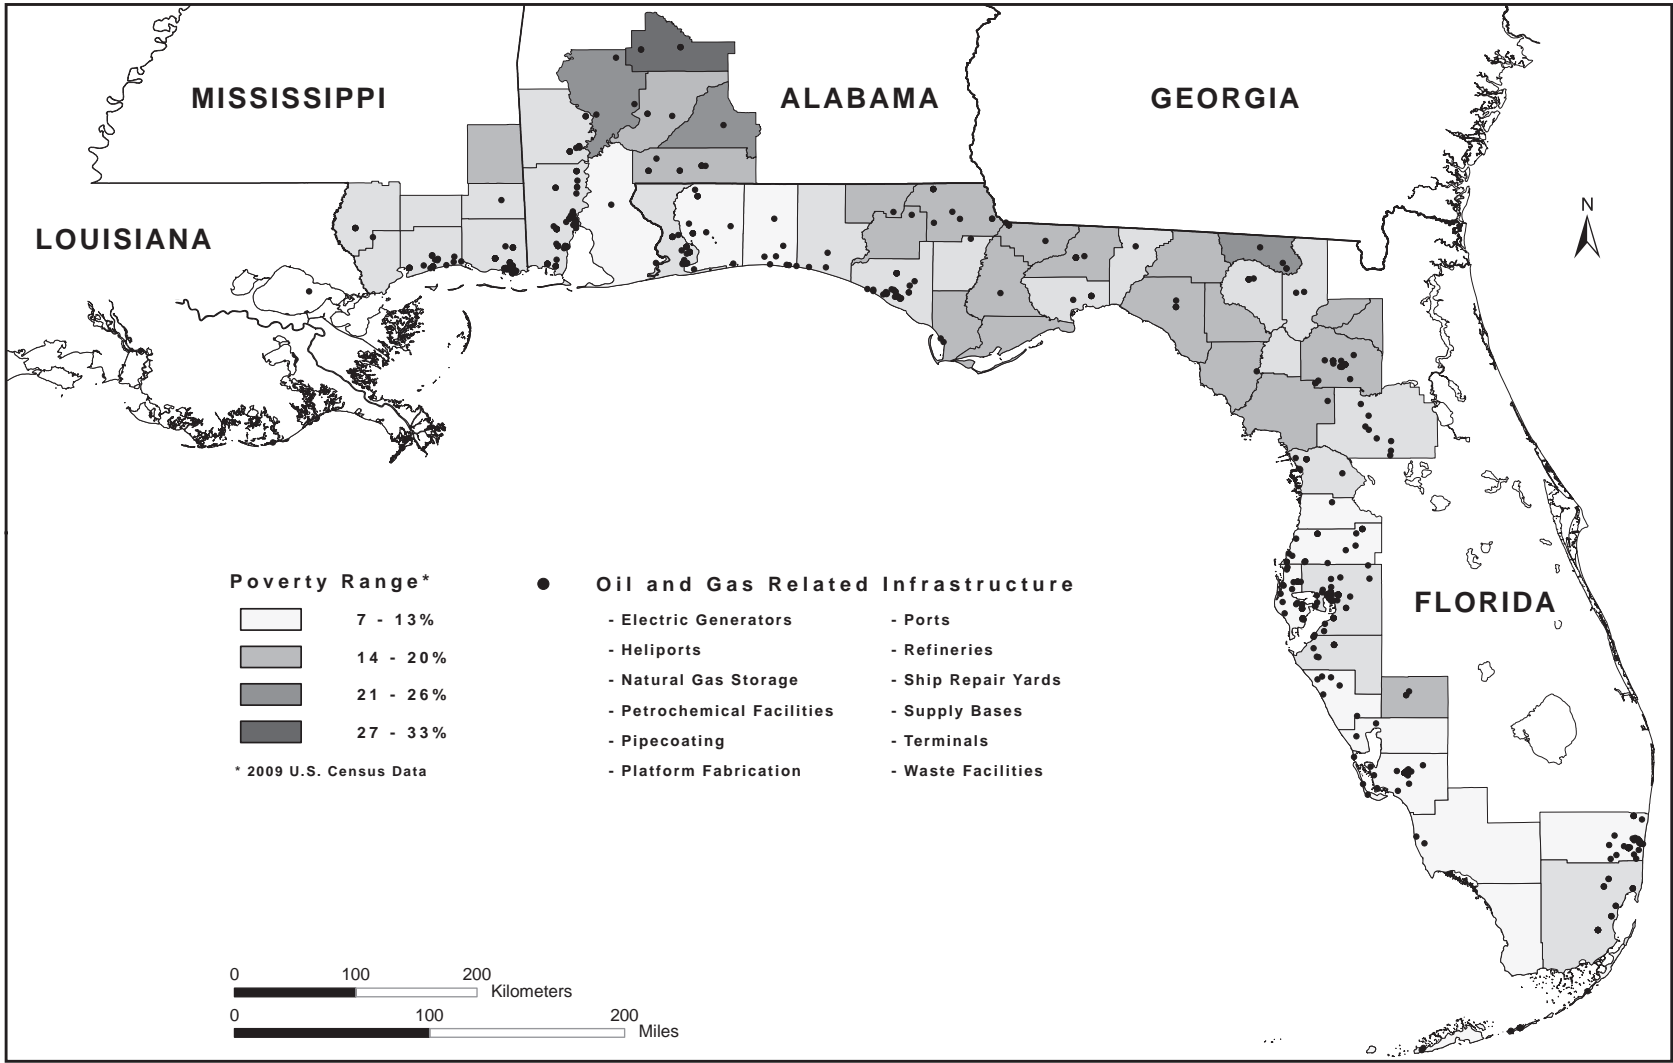 MISSISSIPPI
ALABAMA
GEORGIA
LOUISIANA
N
FLORIDA
Poverty Range*
7 - 13%
14 - 20%
21 - 26%
27 - 33%
* 2009 U.S. Census Data
Oil and Gas Related Infrastructure
- Electric Generators
- Heliports
- Natural Gas Storage
- Petrochemical Facilities
- Pipecoating
- Platform Fabrication
- Ports
- Refineries
- Ship Repair Yards
- Supply Bases
- Terminals
- Waste Facilities
0 100 200
Kilometers
0 100 200
Miles